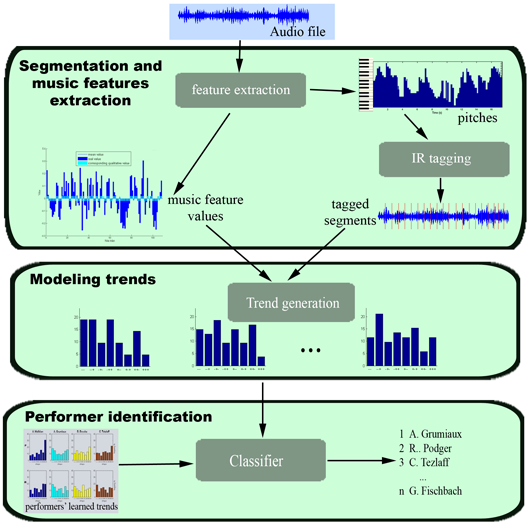 Audio file
Segmentation and
music features
extraction
feature extraction
pitches
IR tagging
music feature
values
tagged
segments
Modeling trends
Trend generation
...
Performer identification
performers' learned trends
Classifier
1 A. Grumiaux
2 R.. Podger
3 C. Tezlaff
...
n G. Fischbach